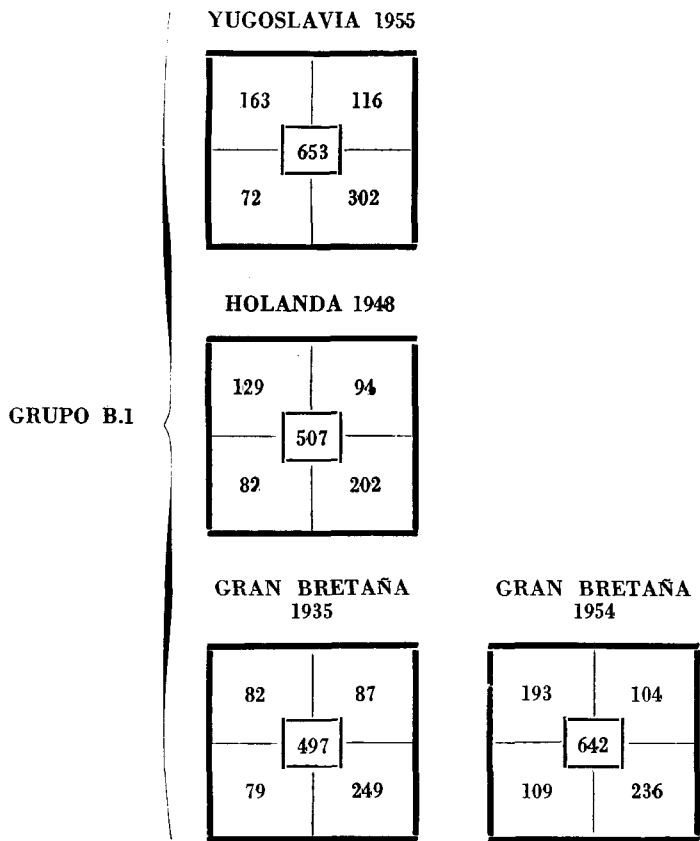 YUGOSLAVIA 1955
163 116
653
72 302
HOLANDA 1948
129 94
GRUPO B.1
507
82 202
GRAN BRETAÑA
1935
82 87
497
79 249
GRAN BRETAÑA
1954
193 104
642
109 236